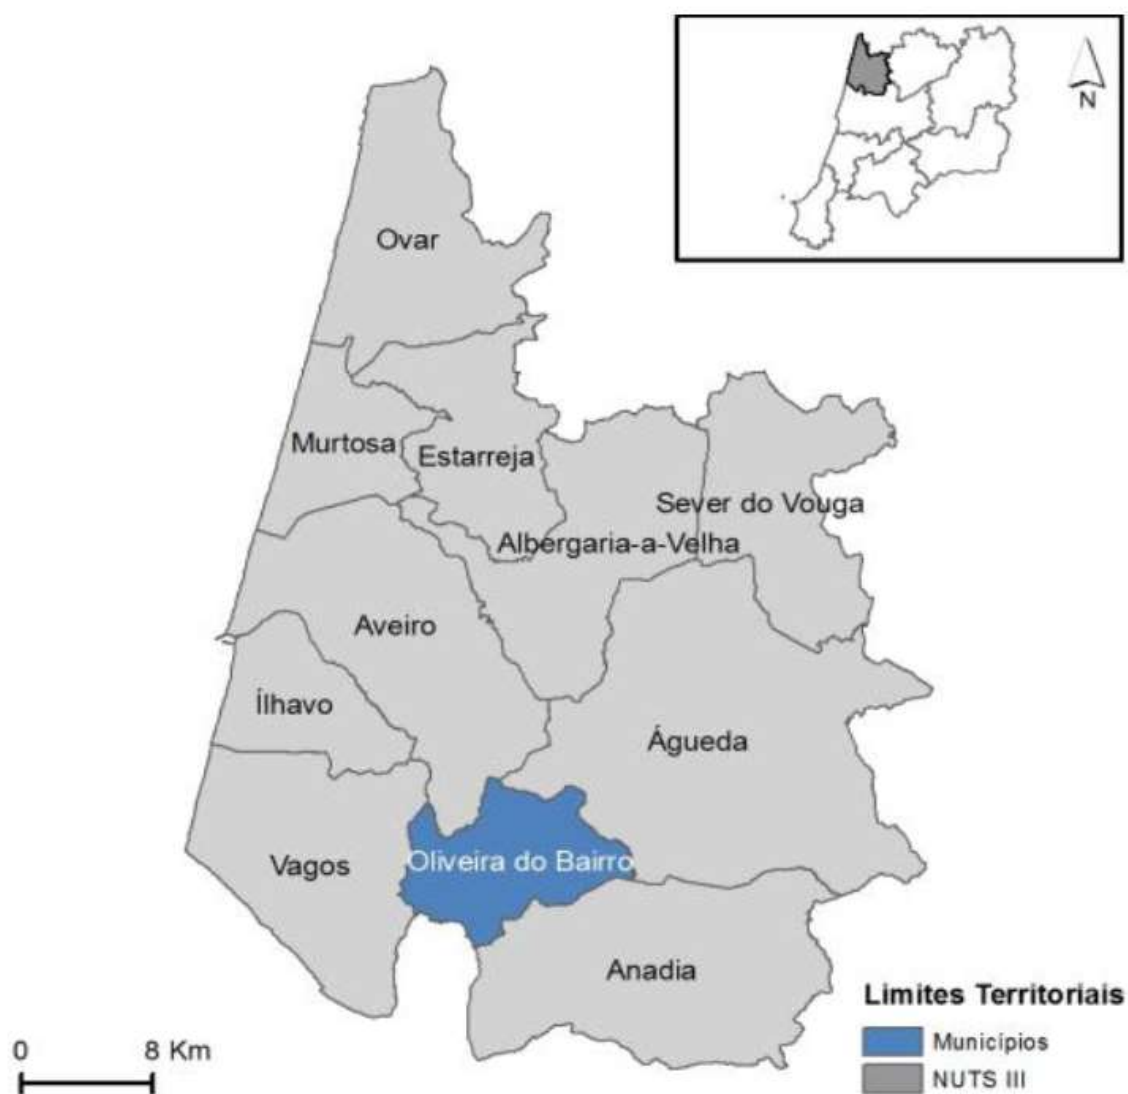 N
Ovar
Murtosa
Estarreja
Sever do Vouga
Albergaria-a-Velha
Aveiro
Ílhavo
Águeda
Oliveira do Bairro
Vagos
Anadia
Limites Territoriais
Municípios
NUTS III
0 8 Km